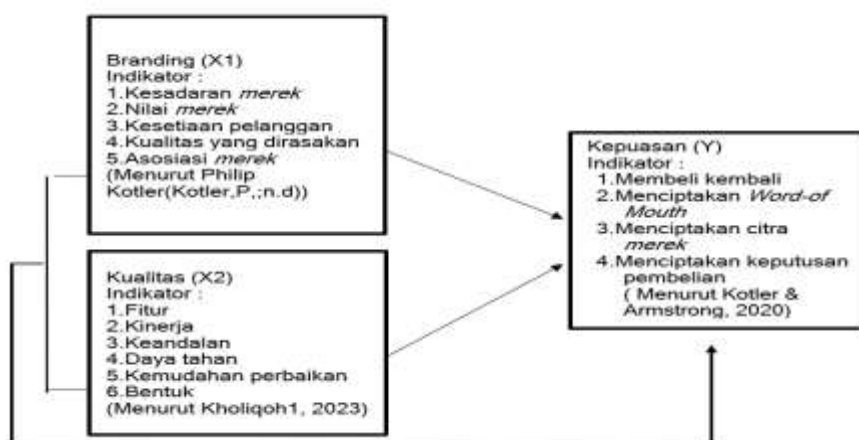 Branding (X1)
Indikator :
1.Kesadaran merek
2.Nilai merek
3.Kesetiaan pelanggan
4.Kualitas yang dirasakan
5.Asosiasi merek
(Menurut Philip
Kotler(Kotler,P,;n.d))
Kualitas (X2)
Indikator :
1.Fitur
2.Kinerja
3.Keandalan
4.Daya tahan
5.Kemudahan perbaikan
6.Bentuk
(Menurut Kholiqoh1, 2023)
Kepuasan (Y)
Indikator :
1.Membeli kembali
2.Menciptakan Word-of
Mouth
3.Menciptakan citra
merek
4.Menciptakan keputusan
pembelian
( Menurut Kotler &
Armstrong, 2020)